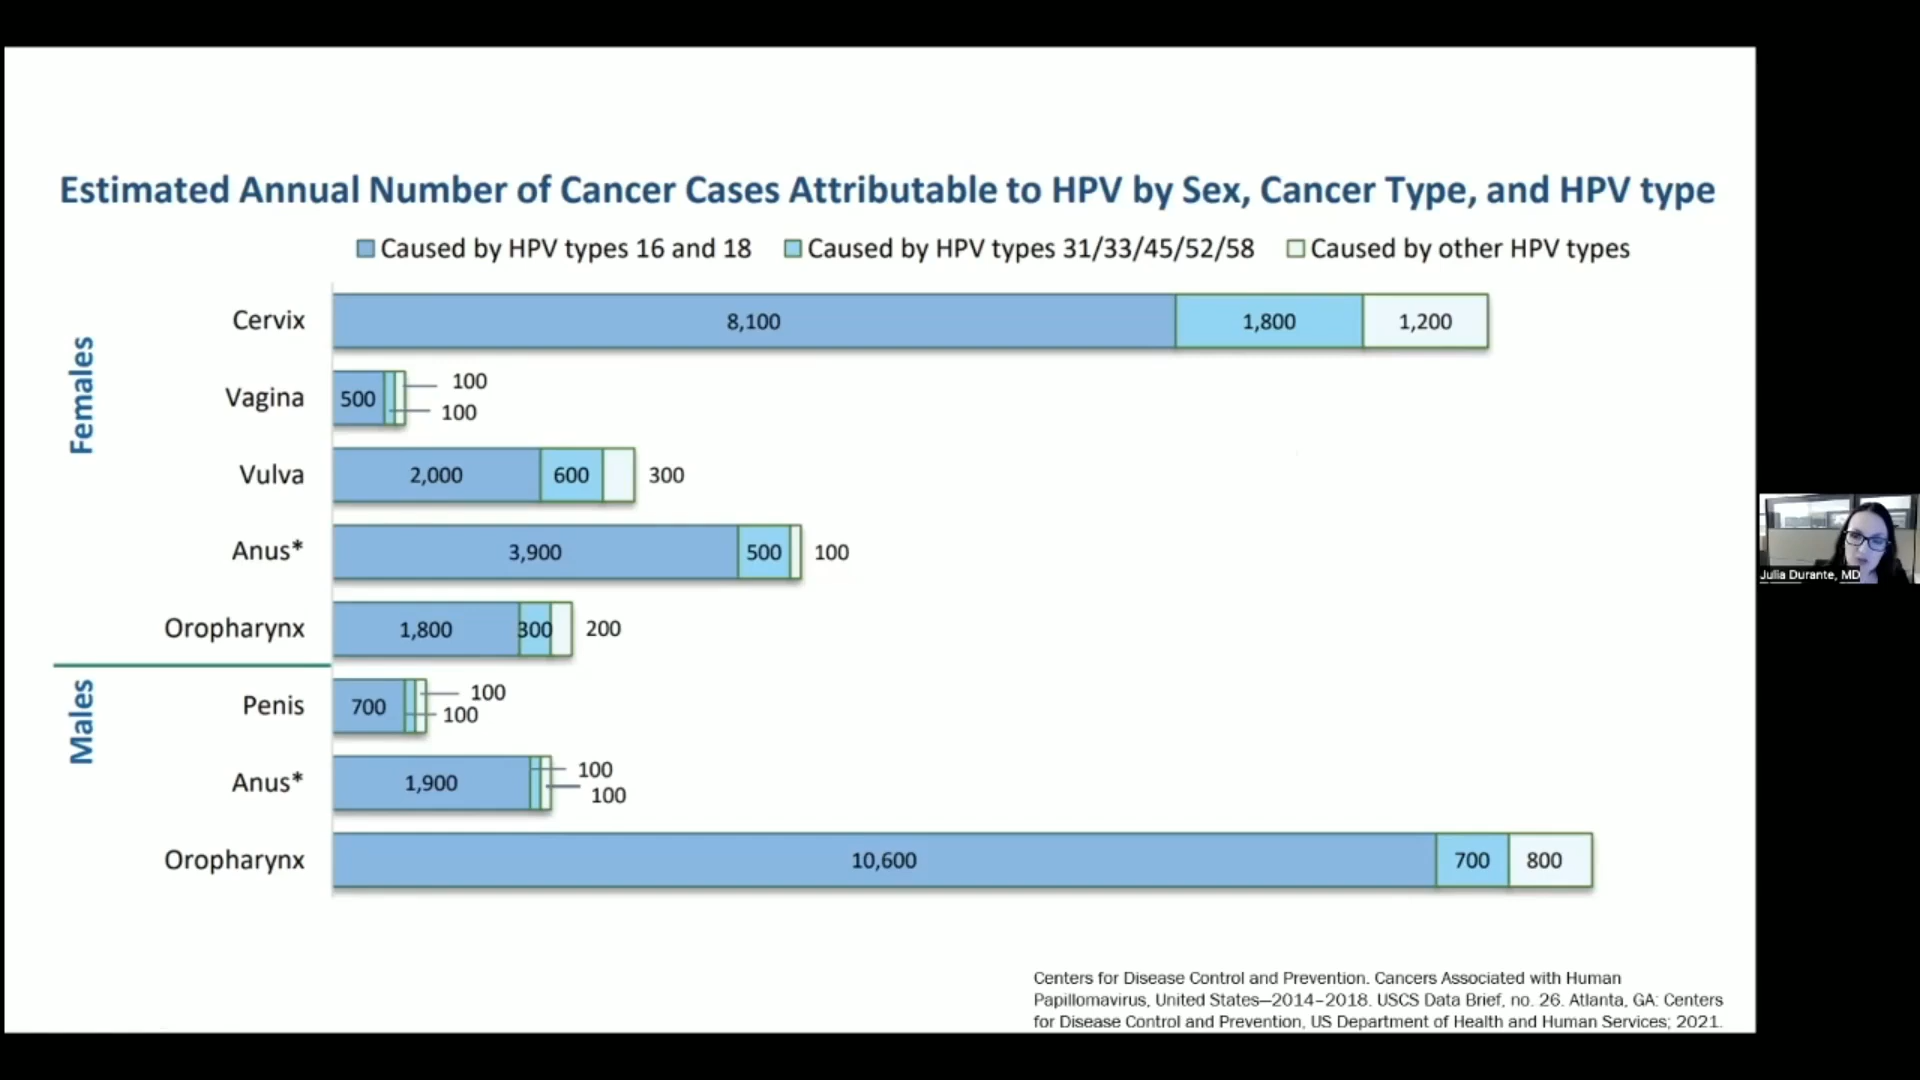 Estimated Annual Number of Cancer Cases Attributable to HPV by Sex, Cancer Type, and HPV type
Caused by HPV types 16 and 18 Caused by HPV types 31/33/45/52/58 Caused by other HPV types
Females
Cervix 8,100 1,800 1,200
Vagina 500 100
100
Vulva 2,000 600 300
Anus* 3,900 500 100
Oropharynx 1,800 300 200
Males
Penis 700 100
100
Anus* 1,900 100
100
Oropharynx 10,600 700 800
Julia Durante, MD
Centers for Disease Control and Prevention. Cancers Associated with Human
Papillomavirus, United States—2014–2018. USCS Data Brief, no. 26. Atlanta, GA: Centers
for Disease Control and Prevention, US Department of Health and Human Services; 2021.